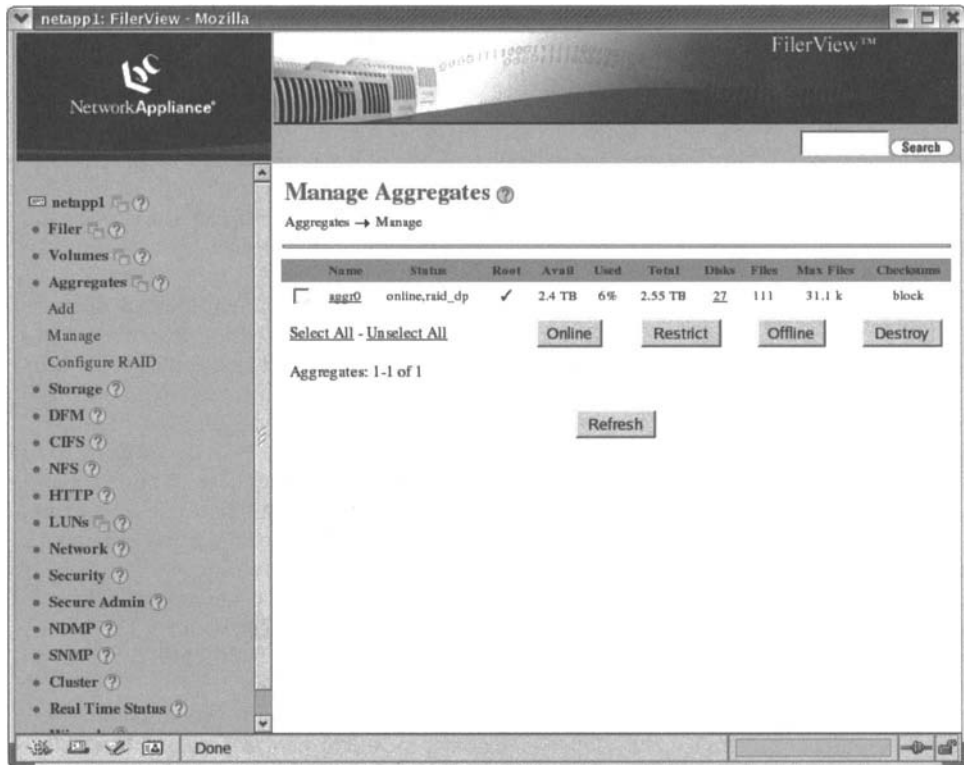 netapp1: FilerView - Mozilla
FilerView™
NetworkAppliance®
Search
netapp1
Filer
Volumes
Aggregates
Add
Manage
Configure RAID
Storage
DFM
CIFS
NFS
HTTP
LUNs
Network
Security
Secure Admin
NDMP
SNMP
Cluster
Real Time Status
Manage Aggregates
Aggregates → Manage
Name Status Root Avail Used Total Disks Files Max Files Checksums
aggr0 online,raid_dp ✓ 2.4 TB 6% 2.55 TB 27 111 31.1 k block
Select All - Unselect All Online Restrict Offline Destroy
Aggregates: 1-1 of 1
Refresh
Done